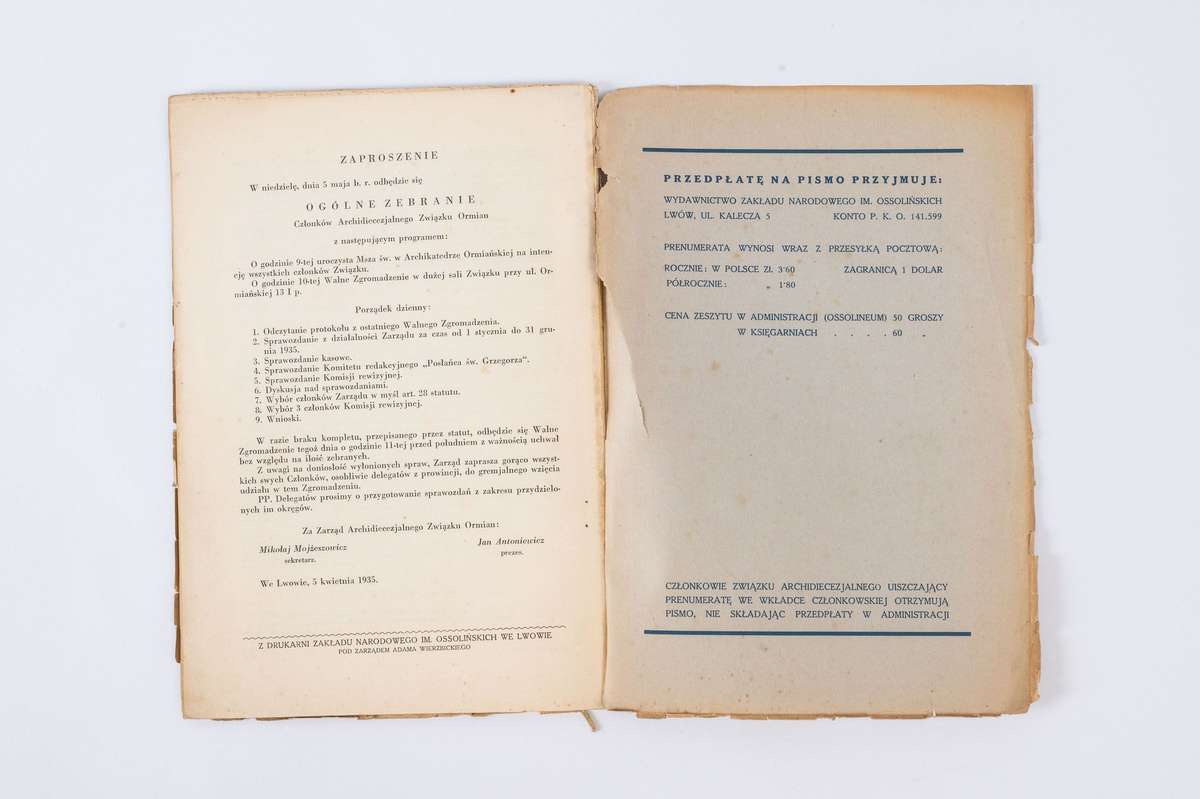 ZAPROSZENIE
W niedzielę, dnia 5 maja b. r. odbędzie się
OGÓLNE ZEBRANIE
Członków Archidiecezjalnego Związku Ormian
z następującym programem:
O godzinie 9-tej uroczysta Msza św. w Archikatedrze Ormiańskiej na inten-
cję wszystkich członków Związku.
O godzinie 10-tej Walne Zgromadzenie w dużej sali Związku przy ul. Or-
miańskiej 13 I p.
Porządek dzienny:
1. Odczytanie protokołu z ostatniego Walnego Zgromadzenia.
2. Sprawozdanie z działalności Zarządu za czas od 1 stycznia do 31 gru-
nia 1935.
3. Sprawozdanie kasowe.
4. Sprawozdanie Komitetu redakcyjnego „Posłańca św. Grzegorza".
5. Sprawozdanie Komisji rewizyjnej.
6. Dyskusja nad sprawozdaniami.
7. Wybór członków Zarządu w myśl art. 28 statutu.
8. Wybór 3 członków Komisji rewizyjnej.
9. Wnioski.
W razie braku kompletu, przepisanego przez statut, odbędzie się Walne
Zgromadzenie tegoż dnia o godzinie 11-tej przed południem z ważnością uchwał
bez względu na ilość zebranych.
Z uwagi na doniosłość wyłonionych spraw, Zarząd zaprasza gorąco wszyst-
kich swych Członków, osobliwie delegatów z prowincji, do gremjalnego wzięcia
udziału w tem Zgromadzeniu.
PP. Delegatów prosimy o przygotowanie sprawozdań z zakresu przydzielo-
nych im okręgów.
Za Zarząd Archidiecezjalnego Związku Ormian:
Mikołaj Mojżeszowicz Jan Antoniewicz
sekretarz. prezes.
We Lwowie, 5 kwietnia 1935.
Z DRUKARNI ZAKŁADU NARODOWEGO IM. OSSOLIŃSKICH WE LWOWIE
POD ZARZĄDEM ADAMA WIERZBICKIEGO
PRZEDPŁATĘ NA PISMO PRZYJMUJE:
WYDAWNICTWO ZAKŁADU NARODOWEGO IM. OSSOLIŃSKICH
LWÓW, UL. KALECZA 5 KONTO P. K. O. 141.599
PRENUMERATA WYNOSI WRAZ Z PRZESYŁKĄ POCZTOWĄ:
ROCZNIE: W POLSCE ZŁ. 3·60 ZAGRANICĄ 1 DOLAR
PÓŁROCZNIE: „ 1·80
CENA ZESZYTU W ADMINISTRACJI (OSSOLINEUM) 50 GROSZY
W KSIĘGARNIACH . . . . 60 „
CZŁONKOWIE ZWIĄZKU ARCHIDIECEZJALNEGO UISZCZAJĄCY
PRENUMERATĘ WE WKŁADCE CZŁONKOWSKIEJ OTRZYMUJĄ
PISMO, NIE SKŁADAJĄC PRZEDPŁATY W ADMINISTRACJI